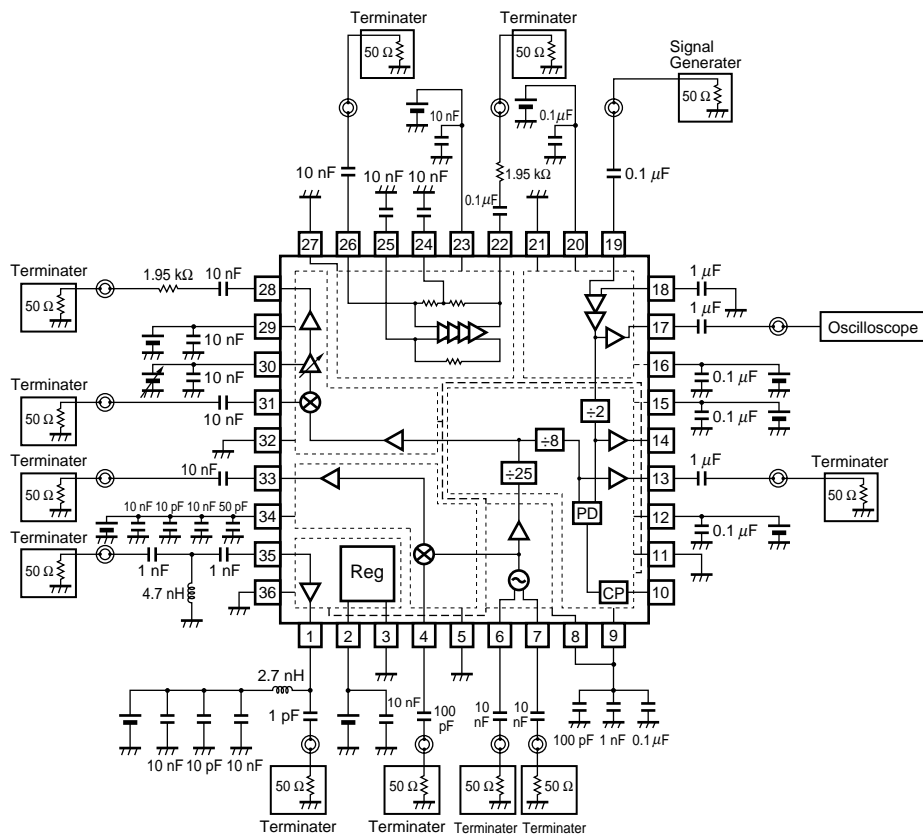 Terminater
50 Ω
Terminater
50 Ω
Signal
Generater
50 Ω
10 nF
0.1 µF
10 nF
10 nF
10 nF
1.95 kΩ
0.1 µF
0.1 µF
27
26
25
24
23
22
21
20
19
Terminater
50 Ω
1.95 kΩ
10 nF
28
29
10 nF
30
10 nF
Terminater
50 Ω
10 nF
31
32
Terminater
50 Ω
10 nF
33
10 nF
10 pF
10 nF
50 pF
34
Terminater
50 Ω
1 nF
1 nF
35
4.7 nH
36
18
1 µF
17
1 µF
Oscilloscope
16
0.1 µF
15
0.1 µF
14
13
1 µF
Terminater
50 Ω
12
0.1 µF
11
10
÷2
÷8
÷25
PD
CP
Reg
1
2
3
4
5
6
7
8
9
2.7 nH
1 pF
10 nF
10 pF
10 nF
10 nF
100
pF
10
nF
10
nF
100 pF
1 nF
0.1 µF
50 Ω
Terminater
50 Ω
Terminater
50 Ω
Terminater
50 Ω
Terminater